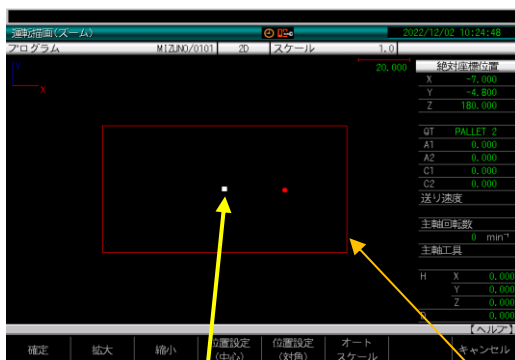 運転描画(ズーム)
2022/12/02 10:24:48
プログラム MIZUNO/0101 2D スケール 1.0
Y
X
20.000
絶対座標位置
X -7.000
Y -4.800
Z 180.000
QT PALLET 2
A1 0.000
A2 0.000
C1 0.000
C2 0.000
送り速度
主軸回転数
0 min⁻¹
主軸工具
H X 0.000
Y 0.000
Z 0.000
D 0.000
【ヘルプ】
確定 拡大 縮小 位置設定(中心) 位置設定(対角) オートスケール キャンセル